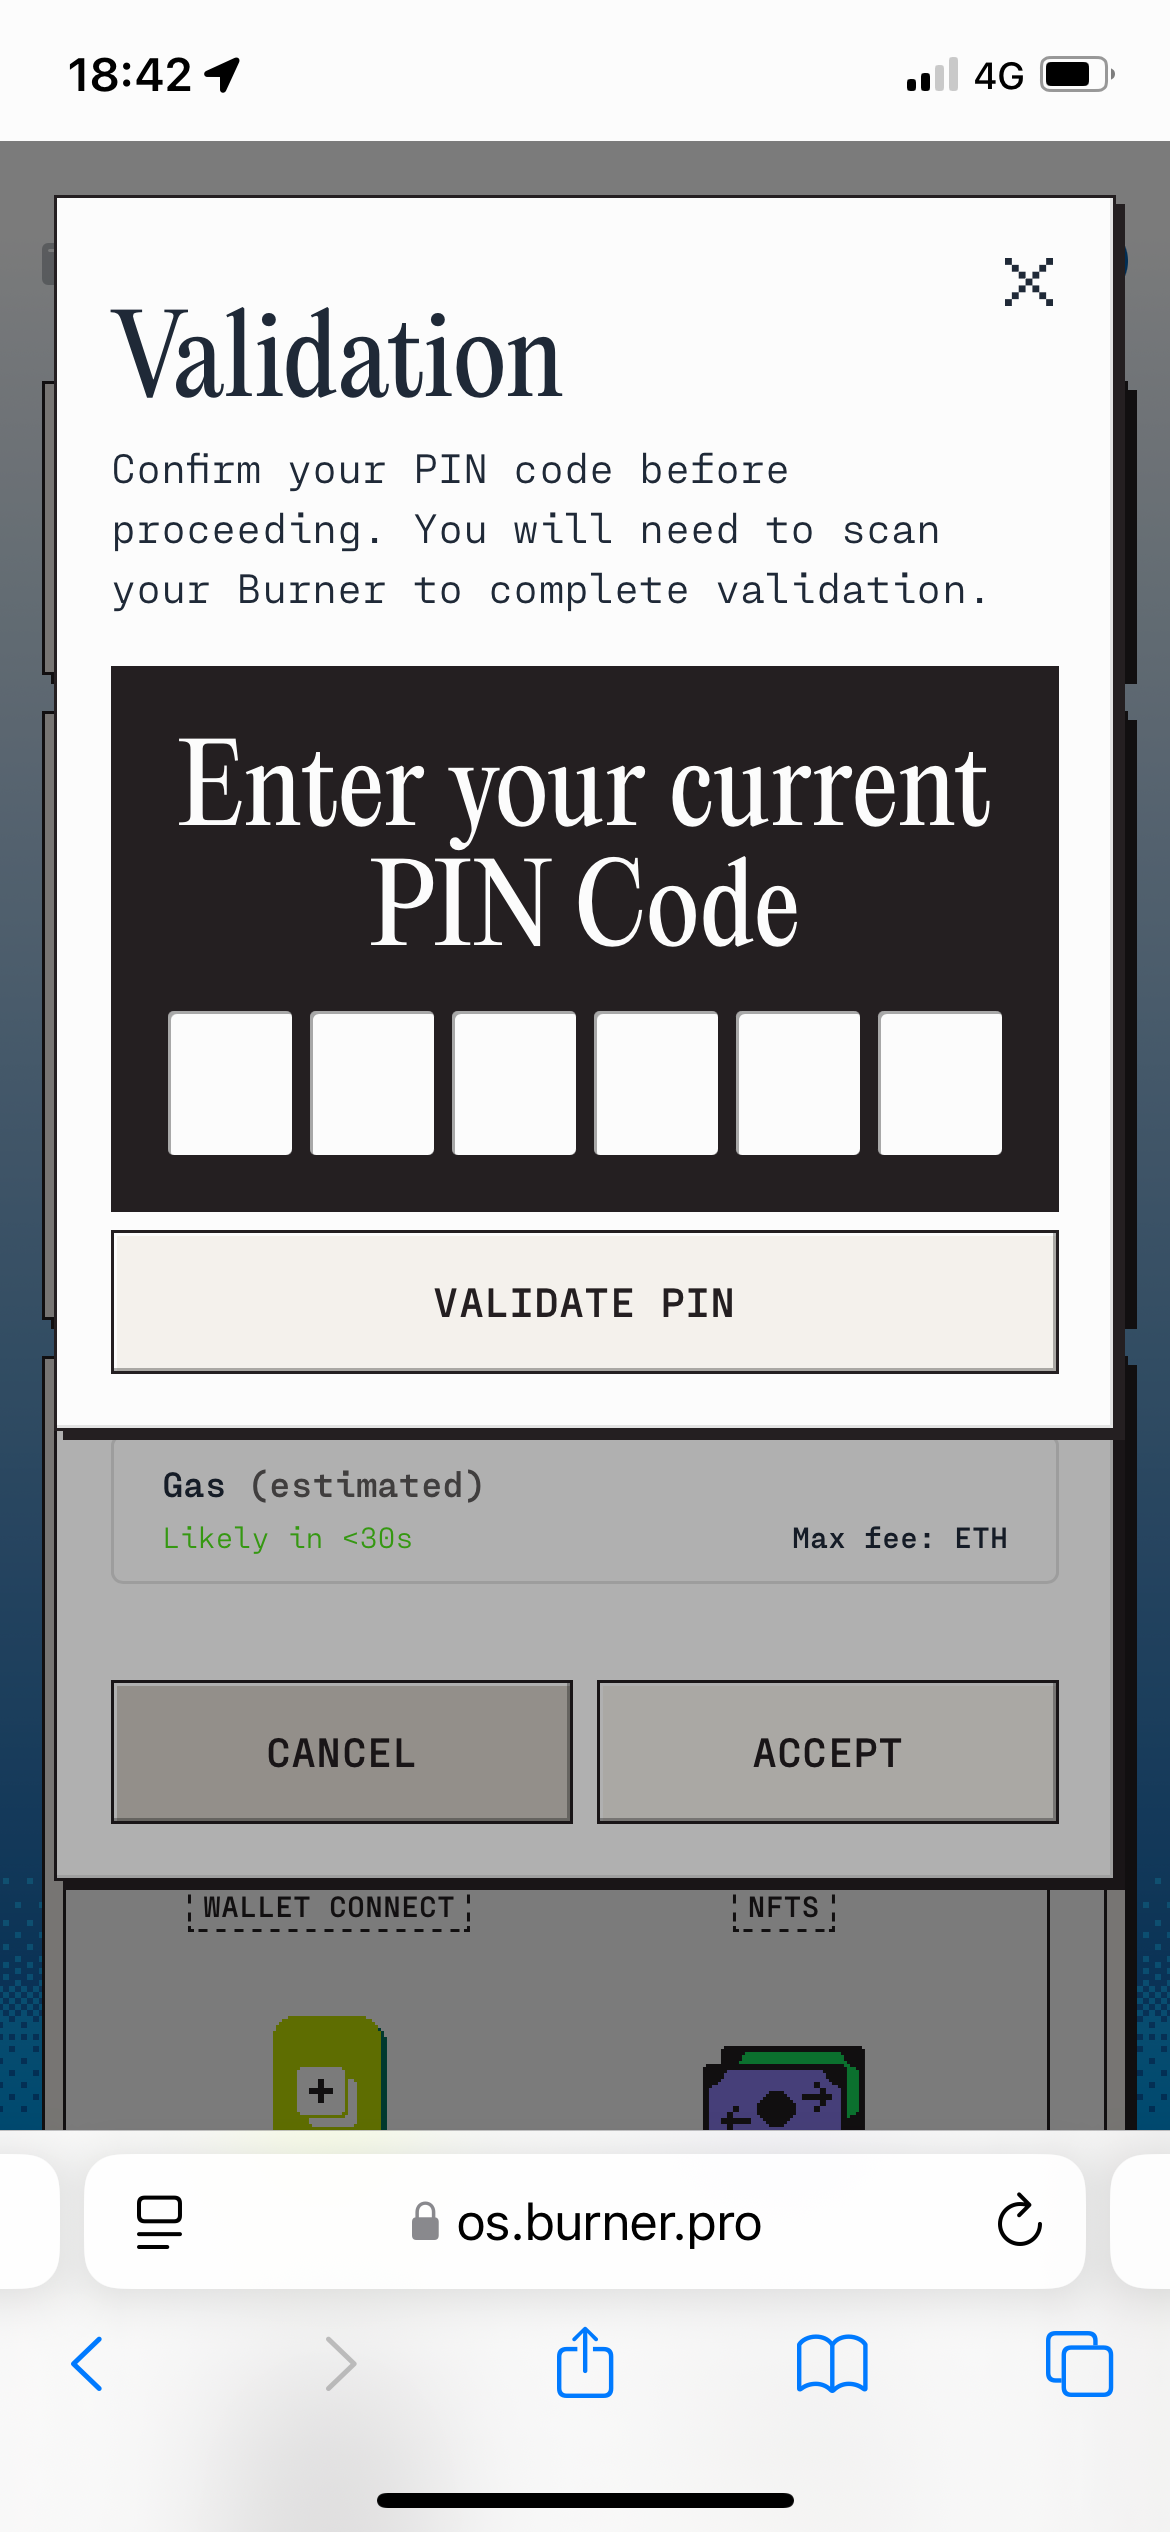 18:42
4G
Validation
Confirm your PIN code before
proceeding. You will need to scan
your Burner to complete validation.
Enter your current
PIN Code
VALIDATE PIN
Gas (estimated)
Likely in <30s
Max fee: ETH
CANCEL
ACCEPT
WALLET CONNECT
NFTS
os.burner.pro